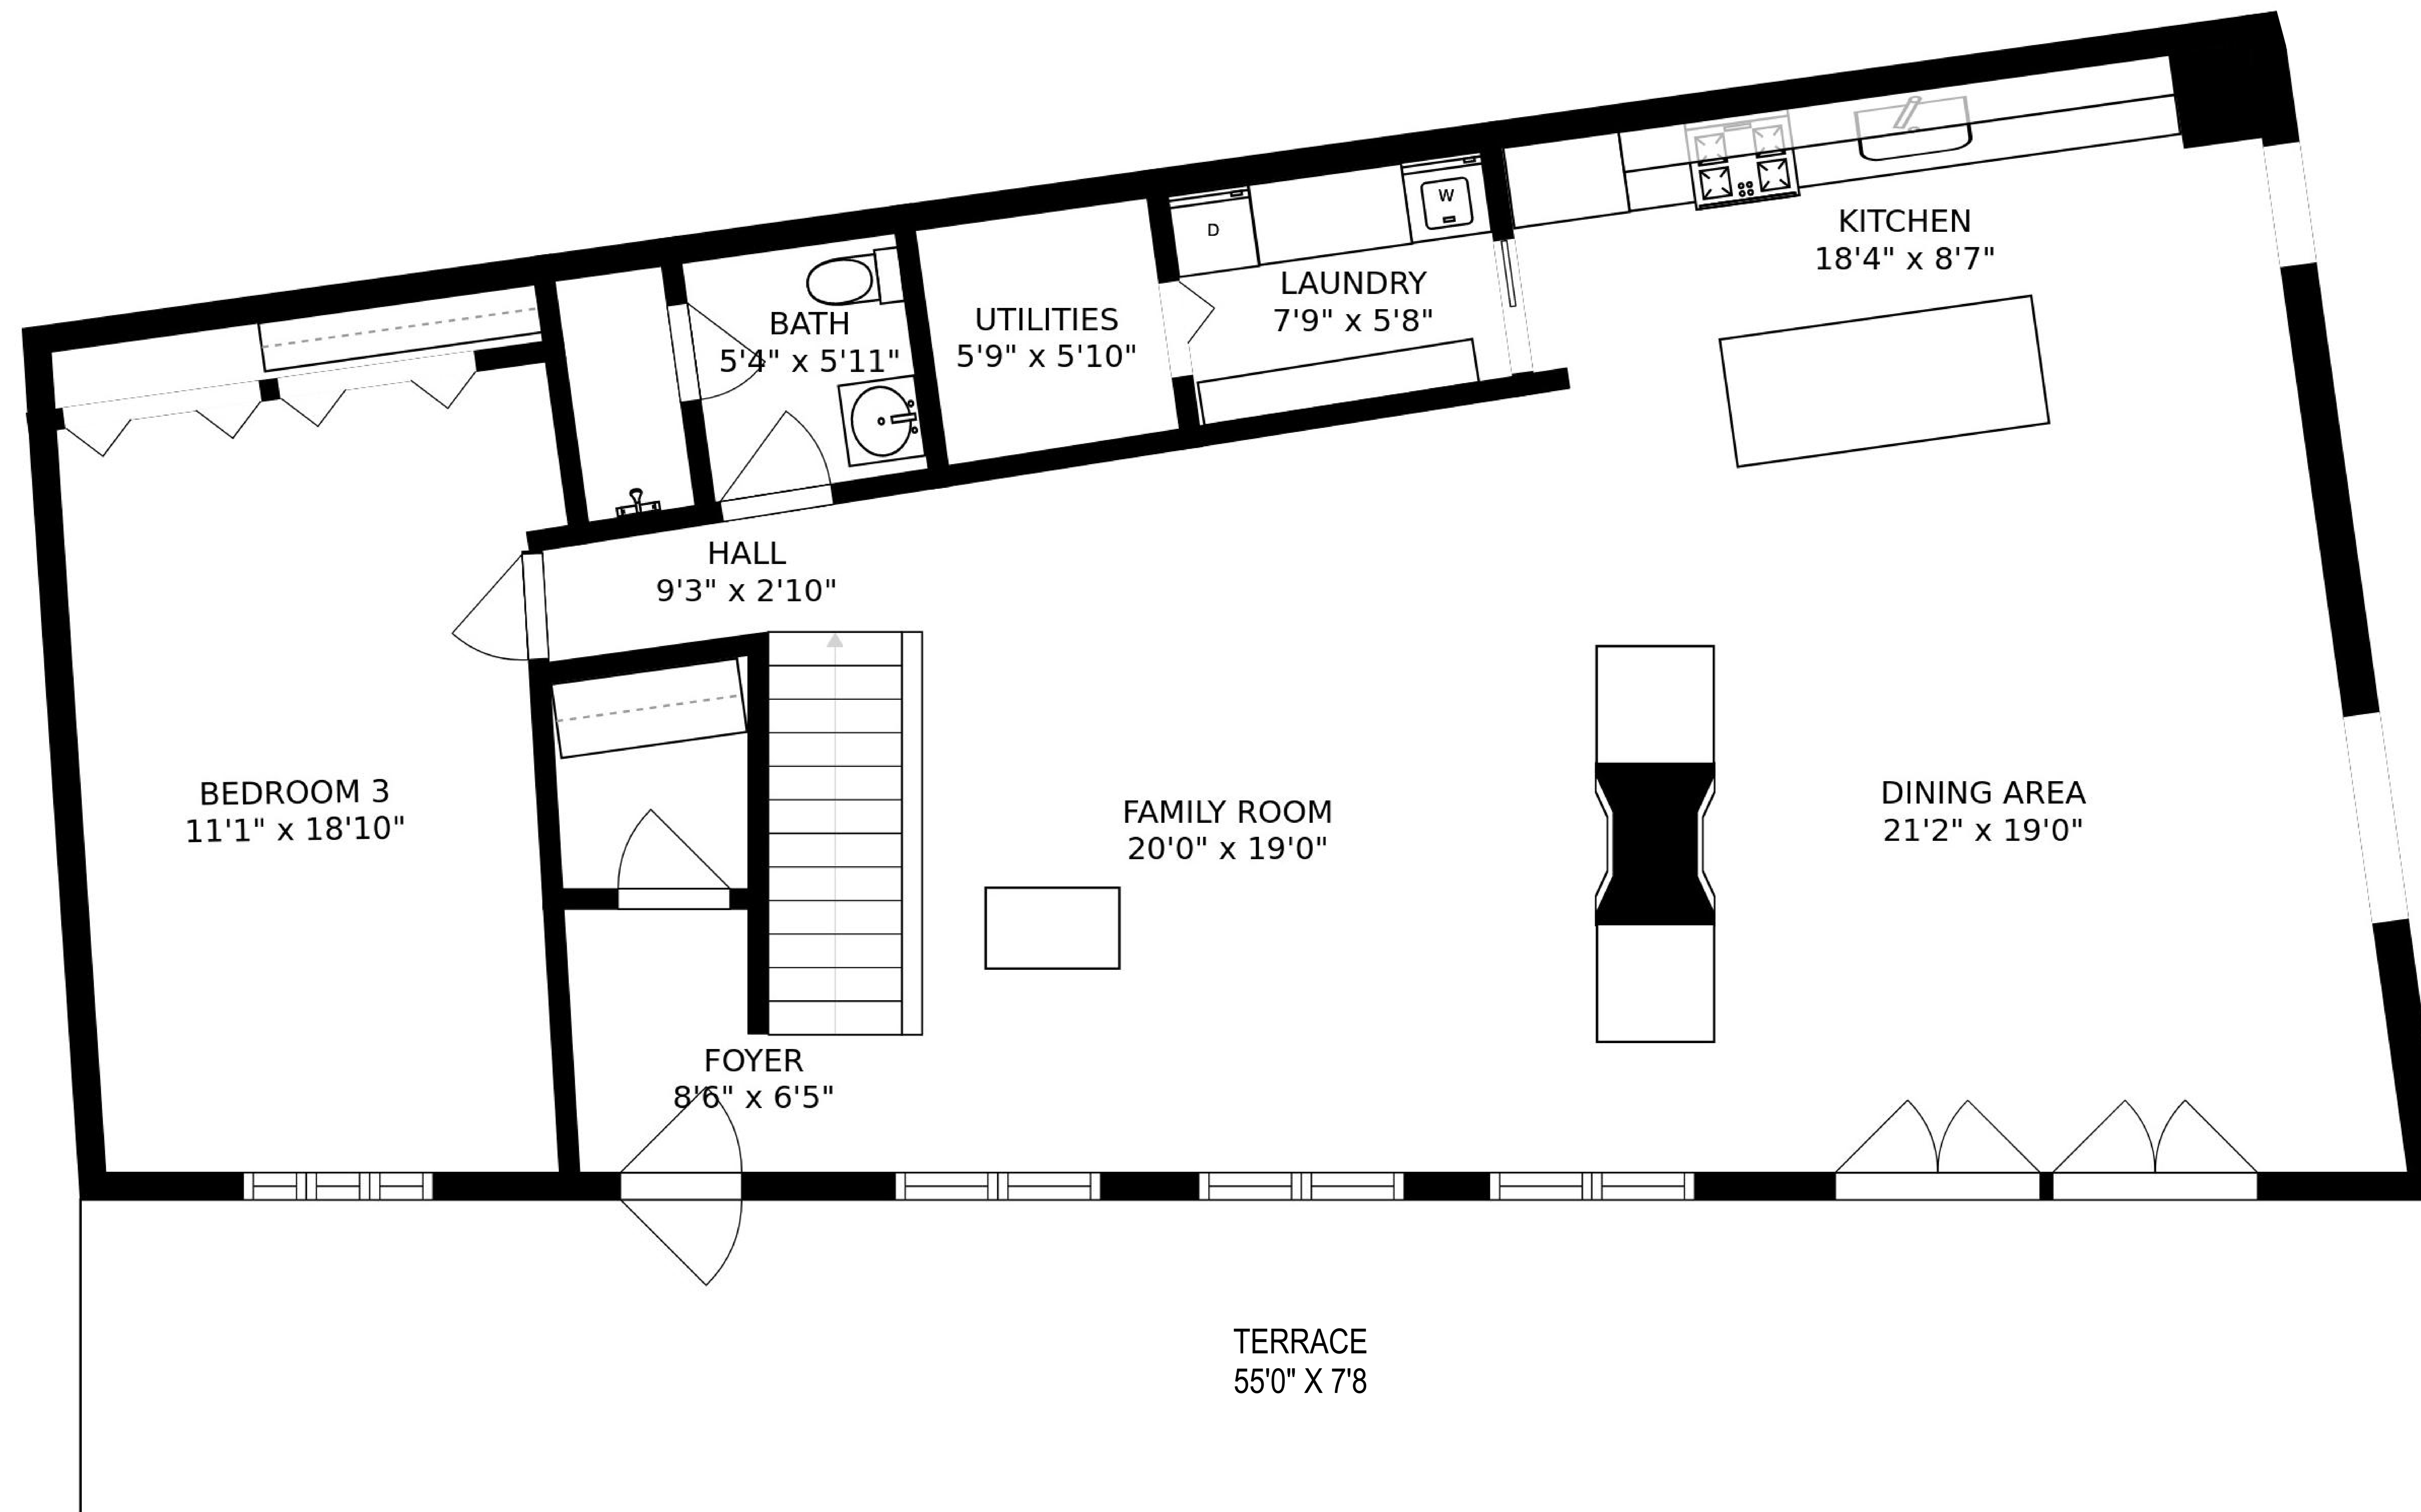 KITCHEN
18'4" x 8'7"
W
D
LAUNDRY
7'9" x 5'8"
UTILITIES
5'9" x 5'10"
BATH
5'4" x 5'11"
HALL
9'3" x 2'10"
BEDROOM 3
11'1" x 18'10"
FAMILY ROOM
20'0" x 19'0"
DINING AREA
21'2" x 19'0"
FOYER
8'6" x 6'5"
TERRACE
55'0" X 7'8